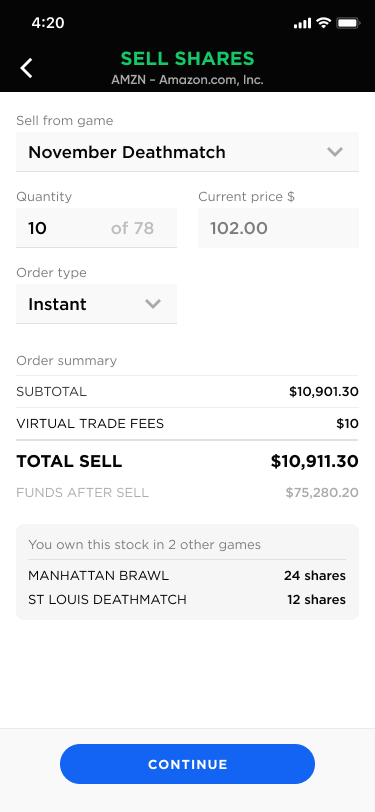 4:20
SELL SHARES
AMZN – Amazon.com, Inc.
Sell from game
November Deathmatch
Quantity
Current price $
10 of 78
102.00
Order type
Instant
Order summary
SUBTOTAL $10,901.30
VIRTUAL TRADE FEES $10
TOTAL SELL $10,911.30
FUNDS AFTER SELL $75,280.20
You own this stock in 2 other games
MANHATTAN BRAWL 24 shares
ST LOUIS DEATHMATCH 12 shares
CONTINUE